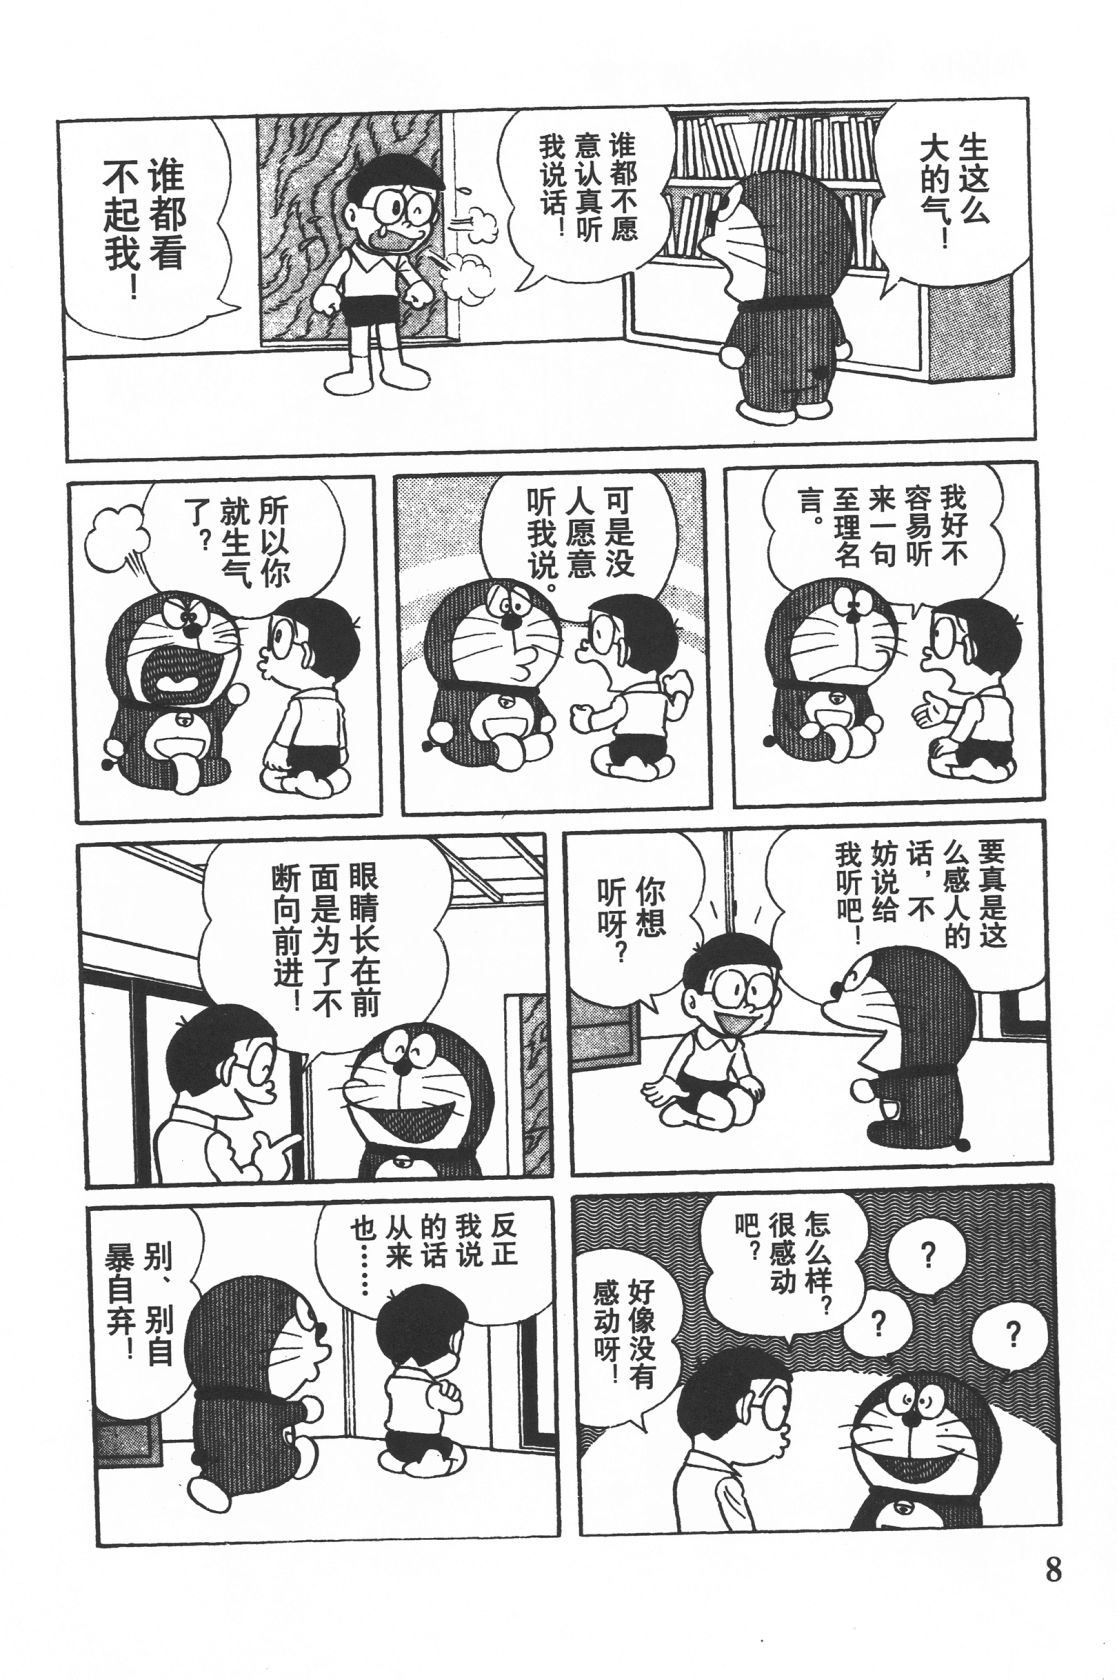 生这么
大的气！
谁都不愿
意认真听
我说话！
谁都看
不起我！
我好不
容易听
来一句
至理名
言。
可是没
人愿意
听我说。
所以你
就生气
了？
要真是这
么感人的
话，不
妨说给
我听吧！
你想
听呀？
眼睛长在前
面是为了不
断向前进！
？
？
？
怎么样？
很感动
吧？
好像没有
感动呀！
反正
我说
的话
从来
也……
别、别自
暴自弃！
8